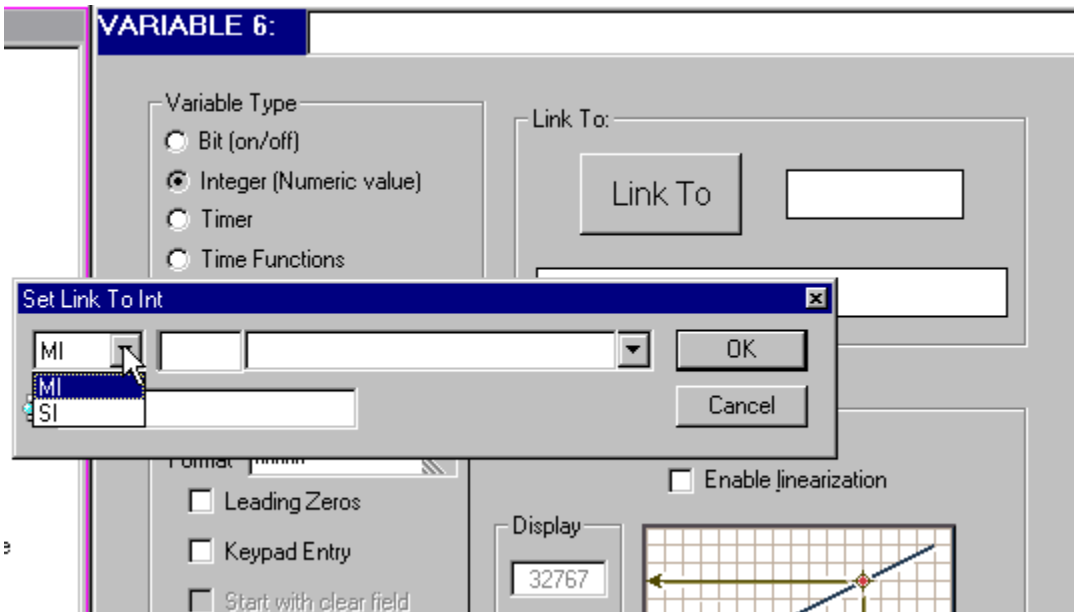 VARIABLE 6:
Variable Type
Bit (on/off)
Integer (Numeric value)
Timer
Time Functions
Link To:
Link To
Set Link To Int
MI
MI
SI
OK
Cancel
Format
Leading Zeros
Keypad Entry
Start with clear field
Enable linearization
Display
32767